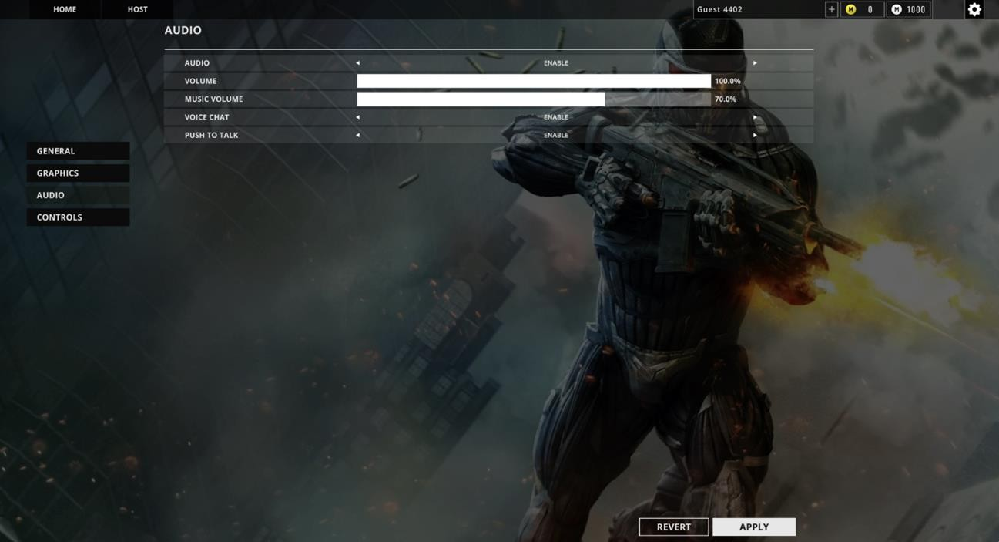 HOME HOST Guest 4402 + M 0 M 1000
AUDIO
AUDIO ENABLE
VOLUME 100.0%
MUSIC VOLUME 70.0%
VOICE CHAT ENABLE
PUSH TO TALK ENABLE
GENERAL
GRAPHICS
AUDIO
CONTROLS
REVERT APPLY